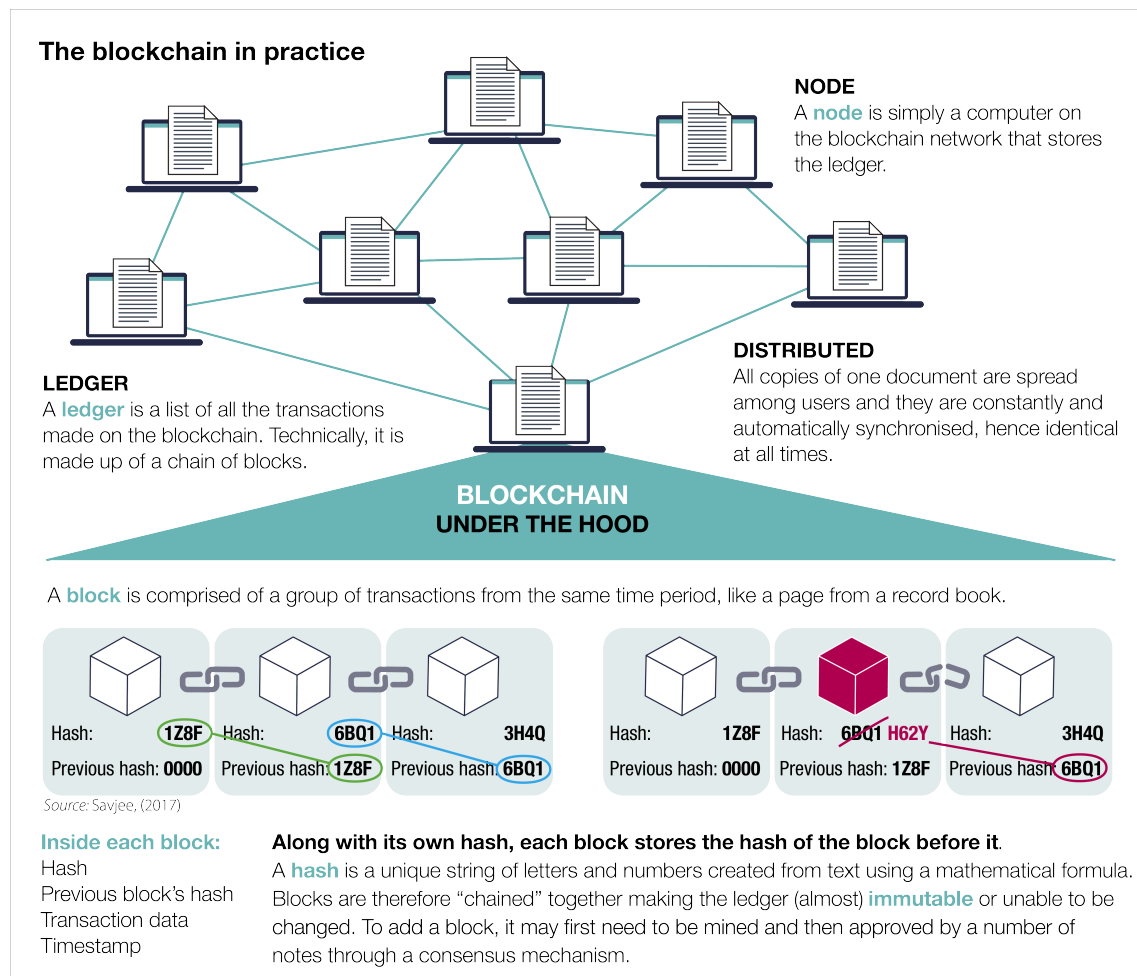 The blockchain in practice
NODE
A node is simply a computer on
the blockchain network that stores
the ledger.
LEDGER
A ledger is a list of all the transactions
made on the blockchain. Technically, it is
made up of a chain of blocks.
DISTRIBUTED
All copies of one document are spread
among users and they are constantly and
automatically synchronised, hence identical
at all times.
BLOCKCHAIN
UNDER THE HOOD
A block is comprised of a group of transactions from the same time period, like a page from a record book.
Hash: 1Z8F
Previous hash: 0000
Hash: 6BQ1
Previous hash: 1Z8F
Hash: 3H4Q
Previous hash: 6BQ1
Hash: 1Z8F
Previous hash: 0000
Hash: 6BQ1 H62Y
Previous hash: 1Z8F
Hash: 3H4Q
Previous hash: 6BQ1
Source: Savjee, (2017)
Inside each block:
Hash
Previous block's hash
Transaction data
Timestamp
Along with its own hash, each block stores the hash of the block before it.
A hash is a unique string of letters and numbers created from text using a mathematical formula.
Blocks are therefore “chained” together making the ledger (almost) immutable or unable to be
changed. To add a block, it may first need to be mined and then approved by a number of
notes through a consensus mechanism.